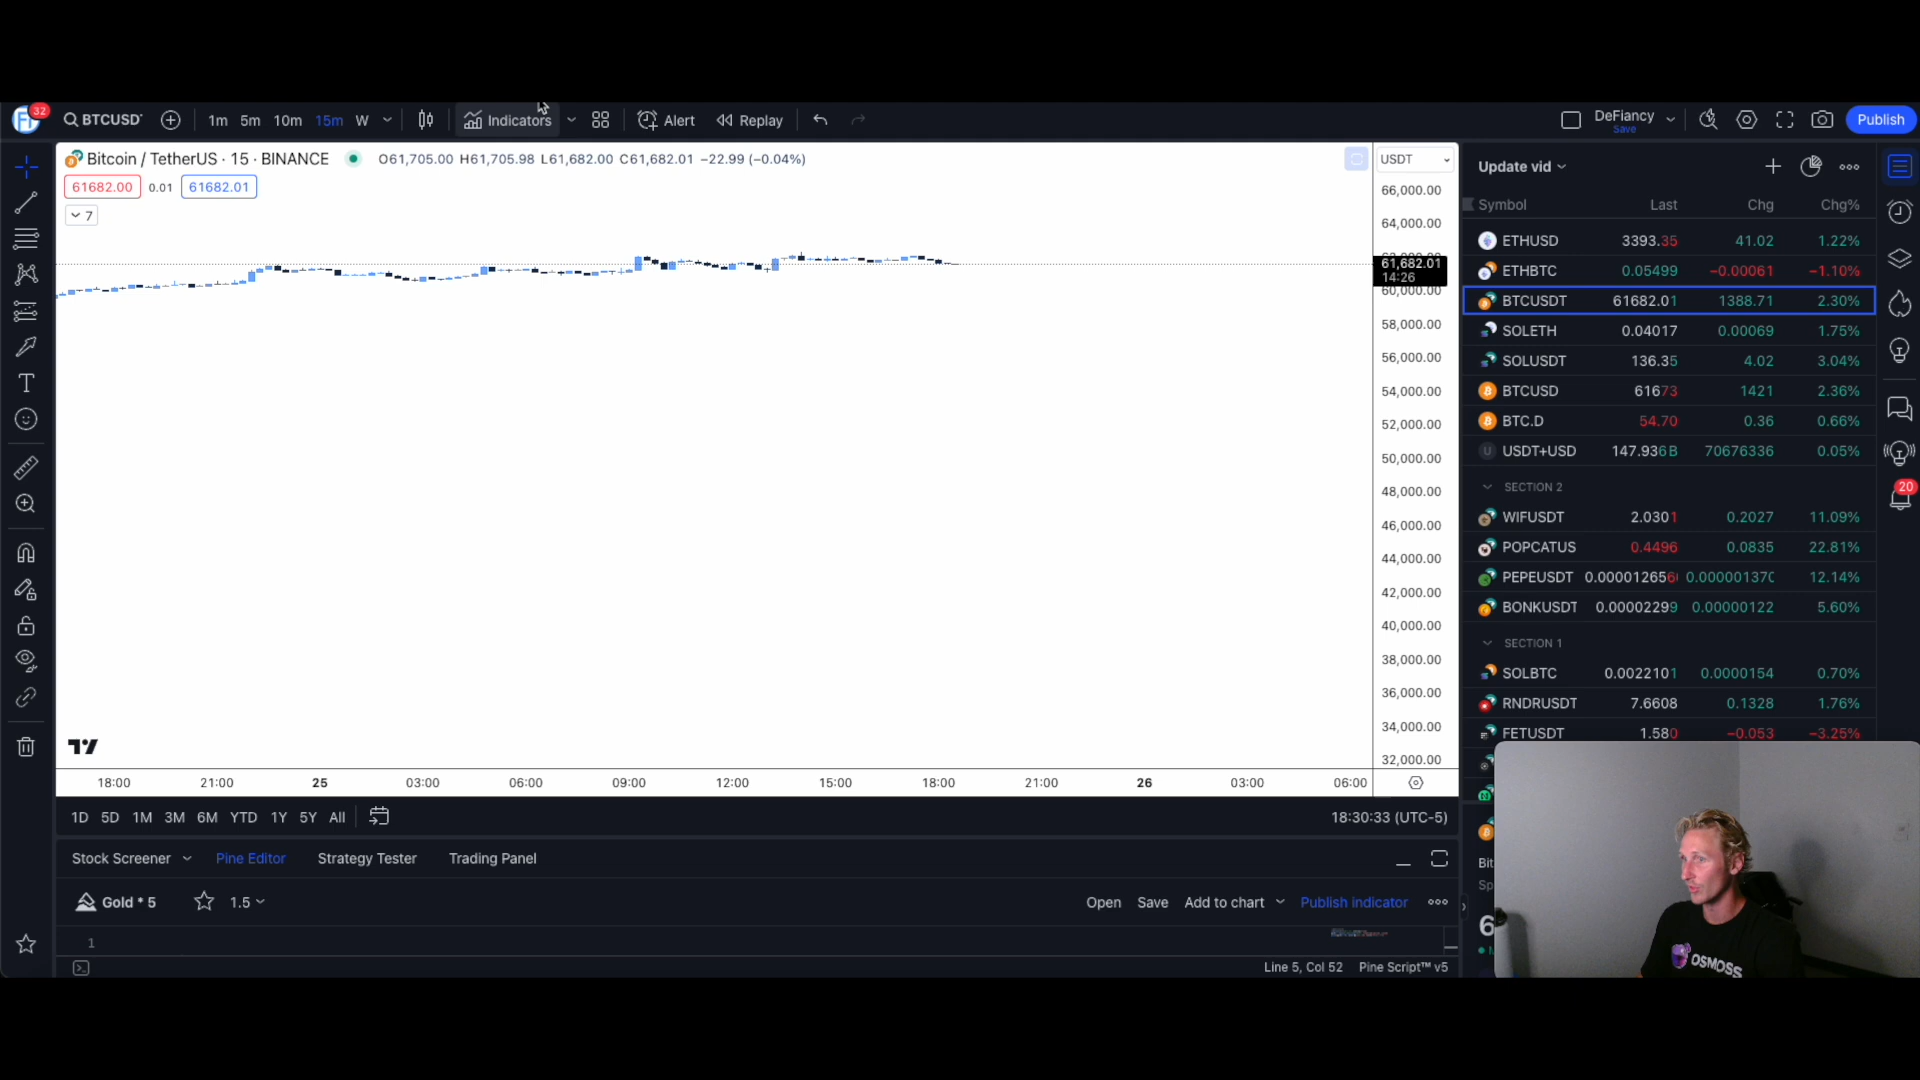 32
BTCUSDT
1m 5m 10m 15m W
Indicators
Alert
Replay
DeFiancy
Save
Publish
Bitcoin / TetherUS · 15 · BINANCE
O61,705.00 H61,705.98 L61,682.00 C61,682.01 −22.99 (−0.04%)
61682.00 0.01 61682.01
7
USDT
66,000.00
64,000.00
61,682.01
14:26
60,000.00
58,000.00
56,000.00
54,000.00
52,000.00
50,000.00
48,000.00
46,000.00
44,000.00
42,000.00
40,000.00
38,000.00
36,000.00
34,000.00
32,000.00
18:00 21:00 25 03:00 06:00 09:00 12:00 15:00 18:00 21:00 26 03:00 06:00
1D 5D 1M 3M 6M YTD 1Y 5Y All
18:30:33 (UTC-5)
Stock Screener
Pine Editor
Strategy Tester
Trading Panel
Gold * 5
1.5
Open
Save
Add to chart
Publish indicator
1
Line 5, Col 52
Pine Script™ v5
Update vid
Symbol Last Chg Chg%
ETHUSD 3393.35 41.02 1.22%
ETHBTC 0.05499 −0.00061 −1.10%
BTCUSDT 61682.01 1388.71 2.30%
SOLETH 0.04017 0.00069 1.75%
SOLUSDT 136.35 4.02 3.04%
BTCUSD 61673 1421 2.36%
BTC.D 54.70 0.36 0.66%
USDT+USD 147.936B 70676336 0.05%
SECTION 2
WIFUSDT 2.0301 0.2027 11.09%
POPCATUS 0.4496 0.0835 22.81%
PEPEUSDT 0.000012656 0.00000137 12.14%
BONKUSDT 0.00002299 0.00000122 5.60%
SECTION 1
SOLBTC 0.0022101 0.0000154 0.70%
RNDRUSDT 7.6608 0.1328 1.76%
FETUSDT 1.580 −0.053 −3.25%
Bit
Sp
6
20
OSMOSS